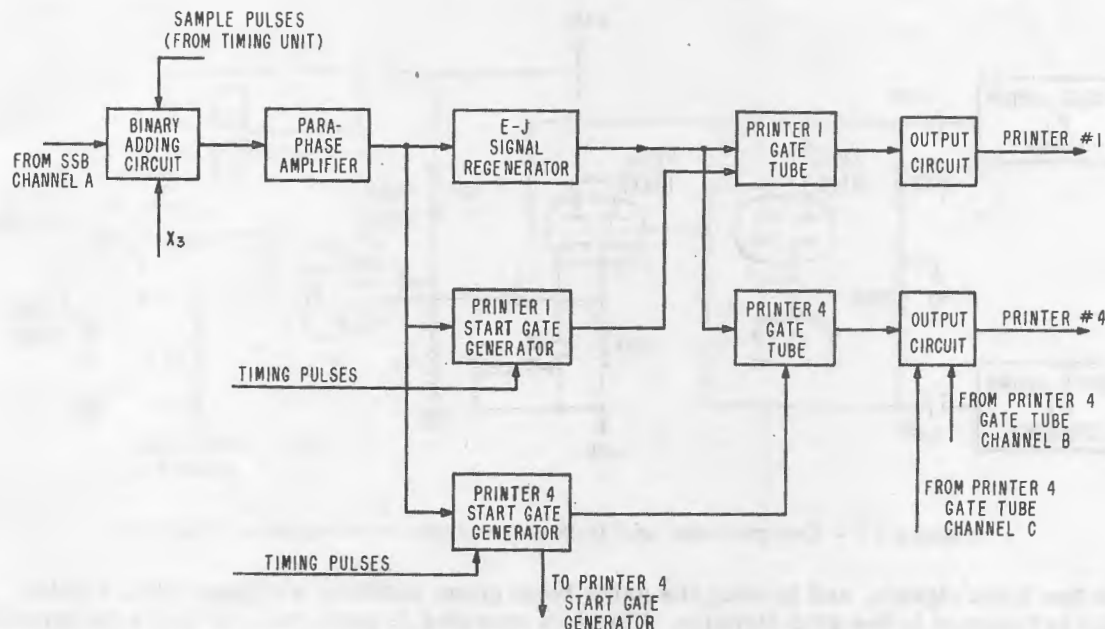 SAMPLE PULSES
(FROM TIMING UNIT)
BINARY
ADDING
CIRCUIT
FROM SSB
CHANNEL A
X3
PARA-
PHASE
AMPLIFIER
E-J
SIGNAL
REGENERATOR
PRINTER 1
GATE
TUBE
OUTPUT
CIRCUIT
PRINTER #1
PRINTER 1
START GATE
GENERATOR
TIMING PULSES
PRINTER 4
GATE
TUBE
OUTPUT
CIRCUIT
PRINTER #4
FROM PRINTER 4
GATE TUBE
CHANNEL B
FROM PRINTER 4
GATE TUBE
CHANNEL C
PRINTER 4
START GATE
GENERATOR
TIMING PULSES
TO PRINTER 4
START GATE
GENERATOR